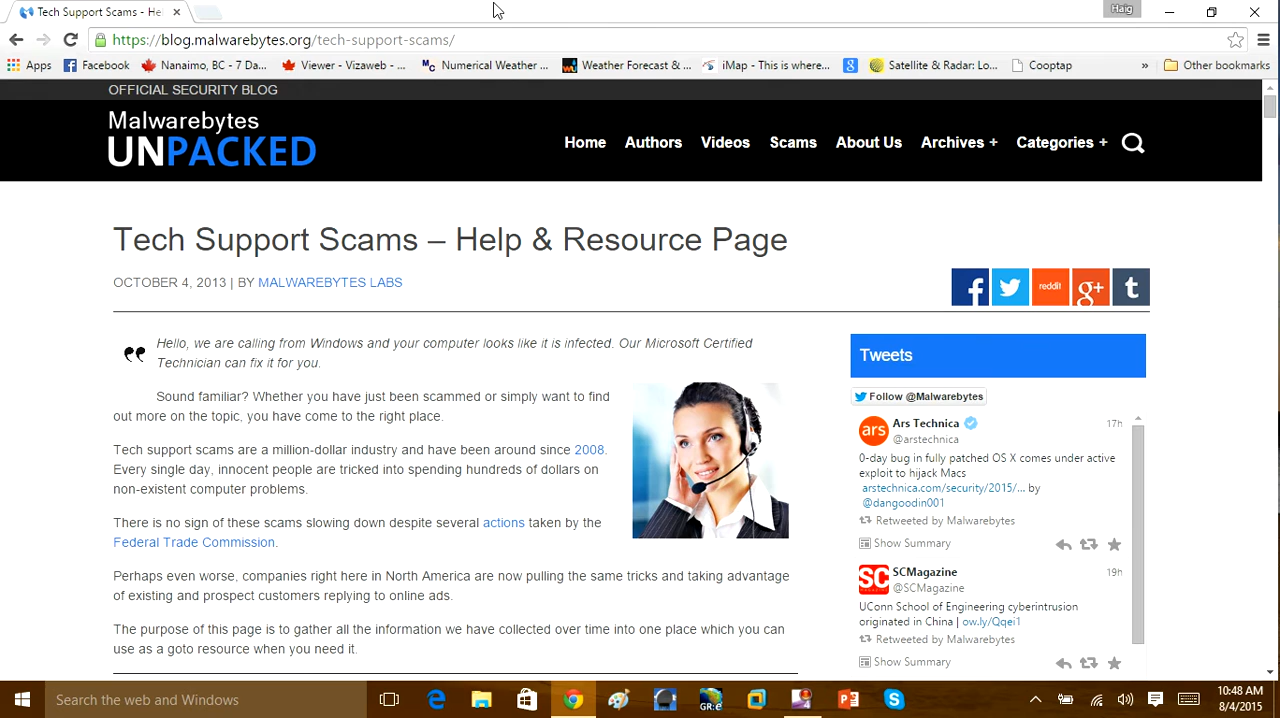 Tech Support Scams - He
Haig
https://blog.malwarebytes.org/tech-support-scams/
Apps Facebook Nanaimo, BC - 7 Da... Viewer - Vizaweb - ... Numerical Weather ... Weather Forecast & ... iMap - This is where... Satellite & Radar: Lo... Cooptap » Other bookmarks
OFFICIAL SECURITY BLOG
Malwarebytes
UNPACKED
Home Authors Videos Scams About Us Archives + Categories +
Tech Support Scams – Help & Resource Page
OCTOBER 4, 2013 | BY MALWAREBYTES LABS
reddit
Hello, we are calling from Windows and your computer looks like it is infected. Our Microsoft Certified
Technician can fix it for you.
Sound familiar? Whether you have just been scammed or simply want to find
out more on the topic, you have come to the right place.
Tech support scams are a million-dollar industry and have been around since 2008.
Every single day, innocent people are tricked into spending hundreds of dollars on
non-existent computer problems.
There is no sign of these scams slowing down despite several actions taken by the
Federal Trade Commission.
Perhaps even worse, companies right here in North America are now pulling the same tricks and taking advantage
of existing and prospect customers replying to online ads.
The purpose of this page is to gather all the information we have collected over time into one place which you can
use as a goto resource when you need it.
Tweets
Follow @Malwarebytes
ars
Ars Technica 17h
@arstechnica
0-day bug in fully patched OS X comes under active
exploit to hijack Macs
arstechnica.com/security/2015/... by
@dangoodin001
Retweeted by Malwarebytes
Show Summary
SC
SCMagazine 19h
@SCMagazine
UConn School of Engineering cyberintrusion
originated in China | ow.ly/Qqei1
Retweeted by Malwarebytes
Show Summary
Search the web and Windows
GR:e
10:48 AM
8/4/2015